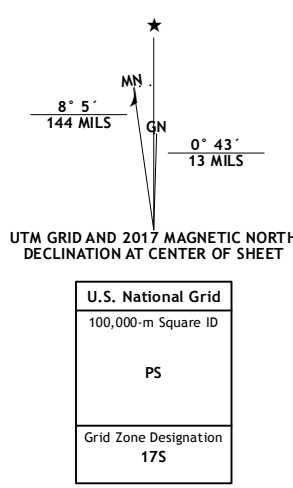 ★
MN
GN
8° 5´
144 MILS
0° 43´
13 MILS
UTM GRID AND 2017 MAGNETIC NORTH
DECLINATION AT CENTER OF SHEET
U.S. National Grid
100,000-m Square ID
PS
Grid Zone Designation
17S